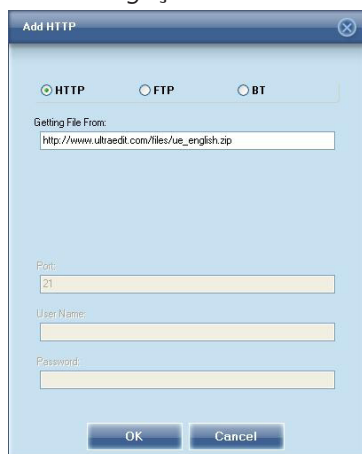 Add HTTP
HTTP FTP BT
Getting File From:
http://www.ultraedit.com/files/ue_english.zip
Port:
21
User Name:
Password:
OK Cancel